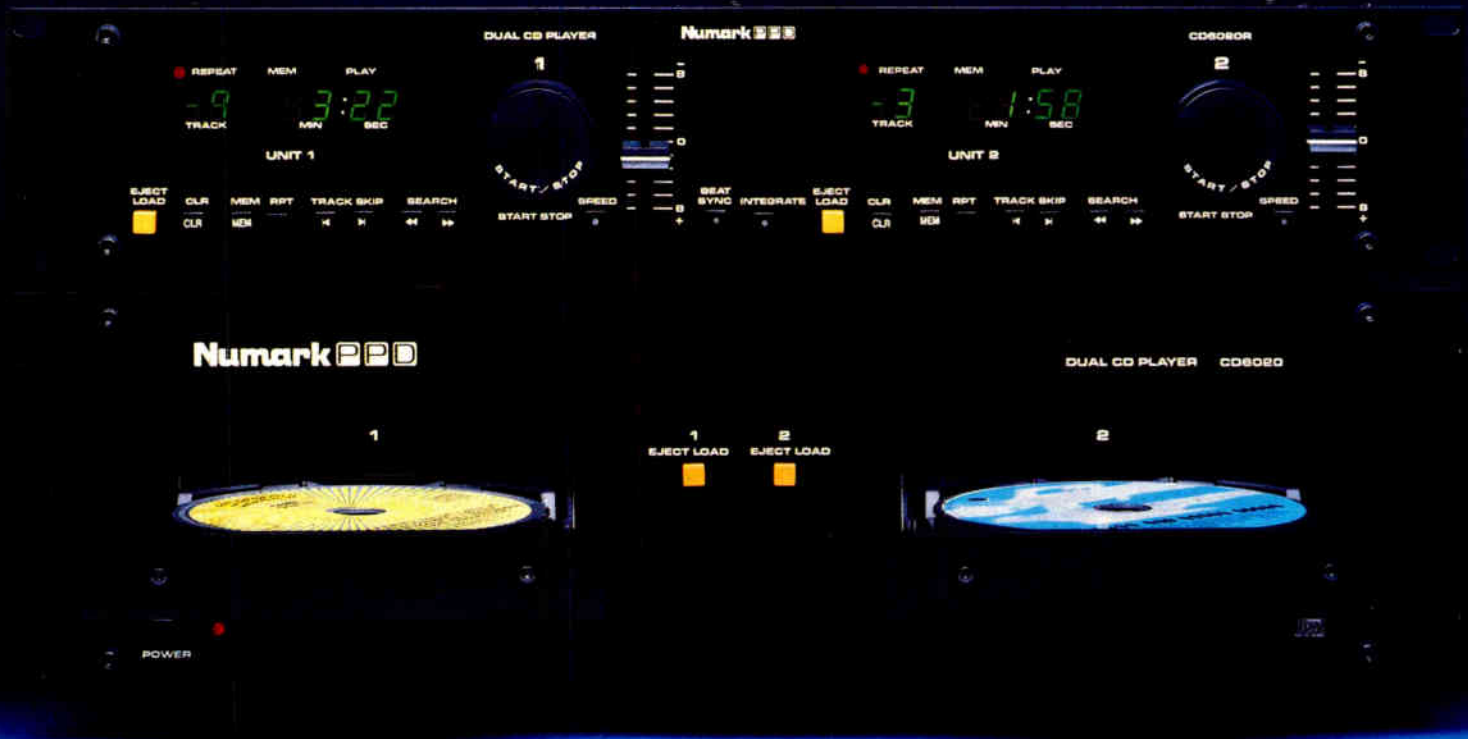 DUAL CD PLAYER Numark PPD CD6020R
1 2
REPEAT MEM PLAY - B REPEAT MEM PLAY - B
-9 3:22 -3 1:58
TRACK MIN SEC TRACK MIN SEC
0 0
UNIT 1 UNIT 2
START/STOP START/STOP
EJECT LOAD CLR MEM RPT TRACK SKIP SEARCH SPEED BEAT SYNC INTEGRATE EJECT LOAD CLR MEM RPT TRACK SKIP SEARCH SPEED
START STOP B START STOP B
CLR MEM + CLR MEM +
Numark PPD
DUAL CD PLAYER CD6020
1 1 2 2
EJECT LOAD EJECT LOAD
POWER